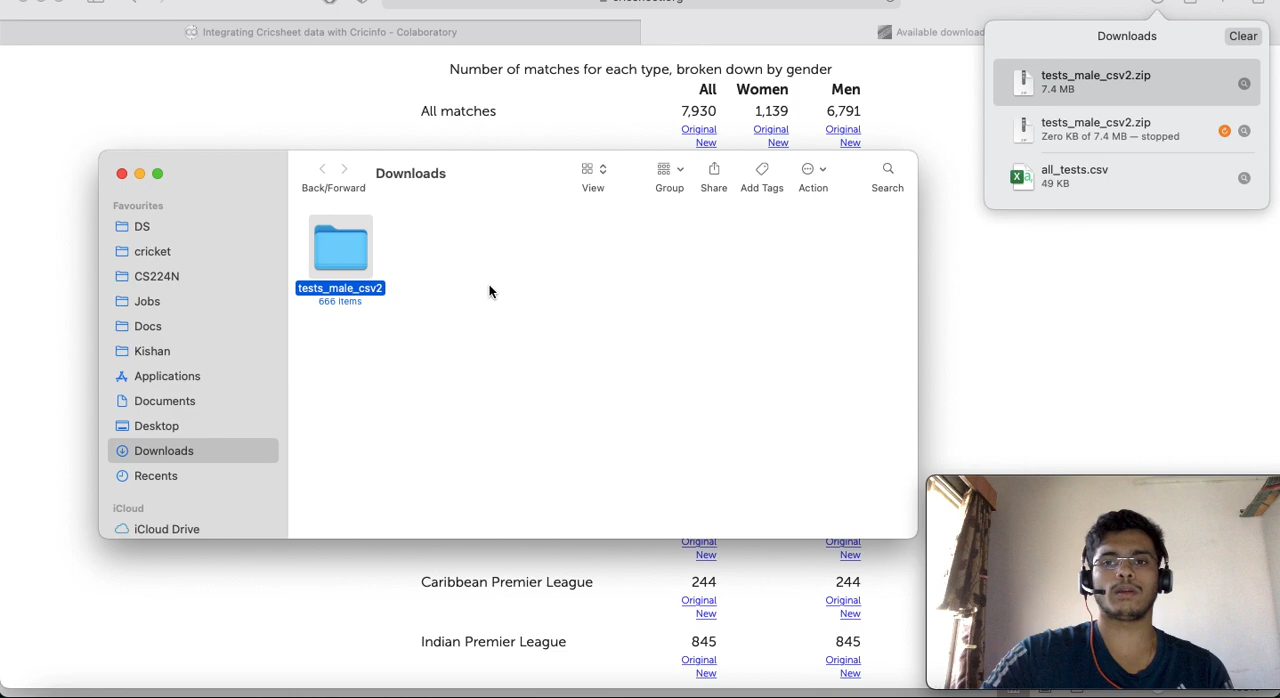 cricsheet.org
Integrating Cricsheet data with Cricinfo - Colaboratory
Available download
Downloads
Clear
tests_male_csv2.zip
7.4 MB
tests_male_csv2.zip
Zero KB of 7.4 MB — stopped
all_tests.csv
49 KB
Number of matches for each type, broken down by gender
All Women Men
All matches 7,930 1,139 6,791
Original Original Original
New New New
Back/Forward
Downloads
View
Group
Share
Add Tags
Action
Search
Favourites
DS
cricket
CS224N
Jobs
Docs
Kishan
Applications
Documents
Desktop
Downloads
Recents
iCloud
iCloud Drive
tests_male_csv2
666 items
Original Original
New New
Caribbean Premier League 244 244
Original Original
New New
Indian Premier League 845 845
Original Original
New New